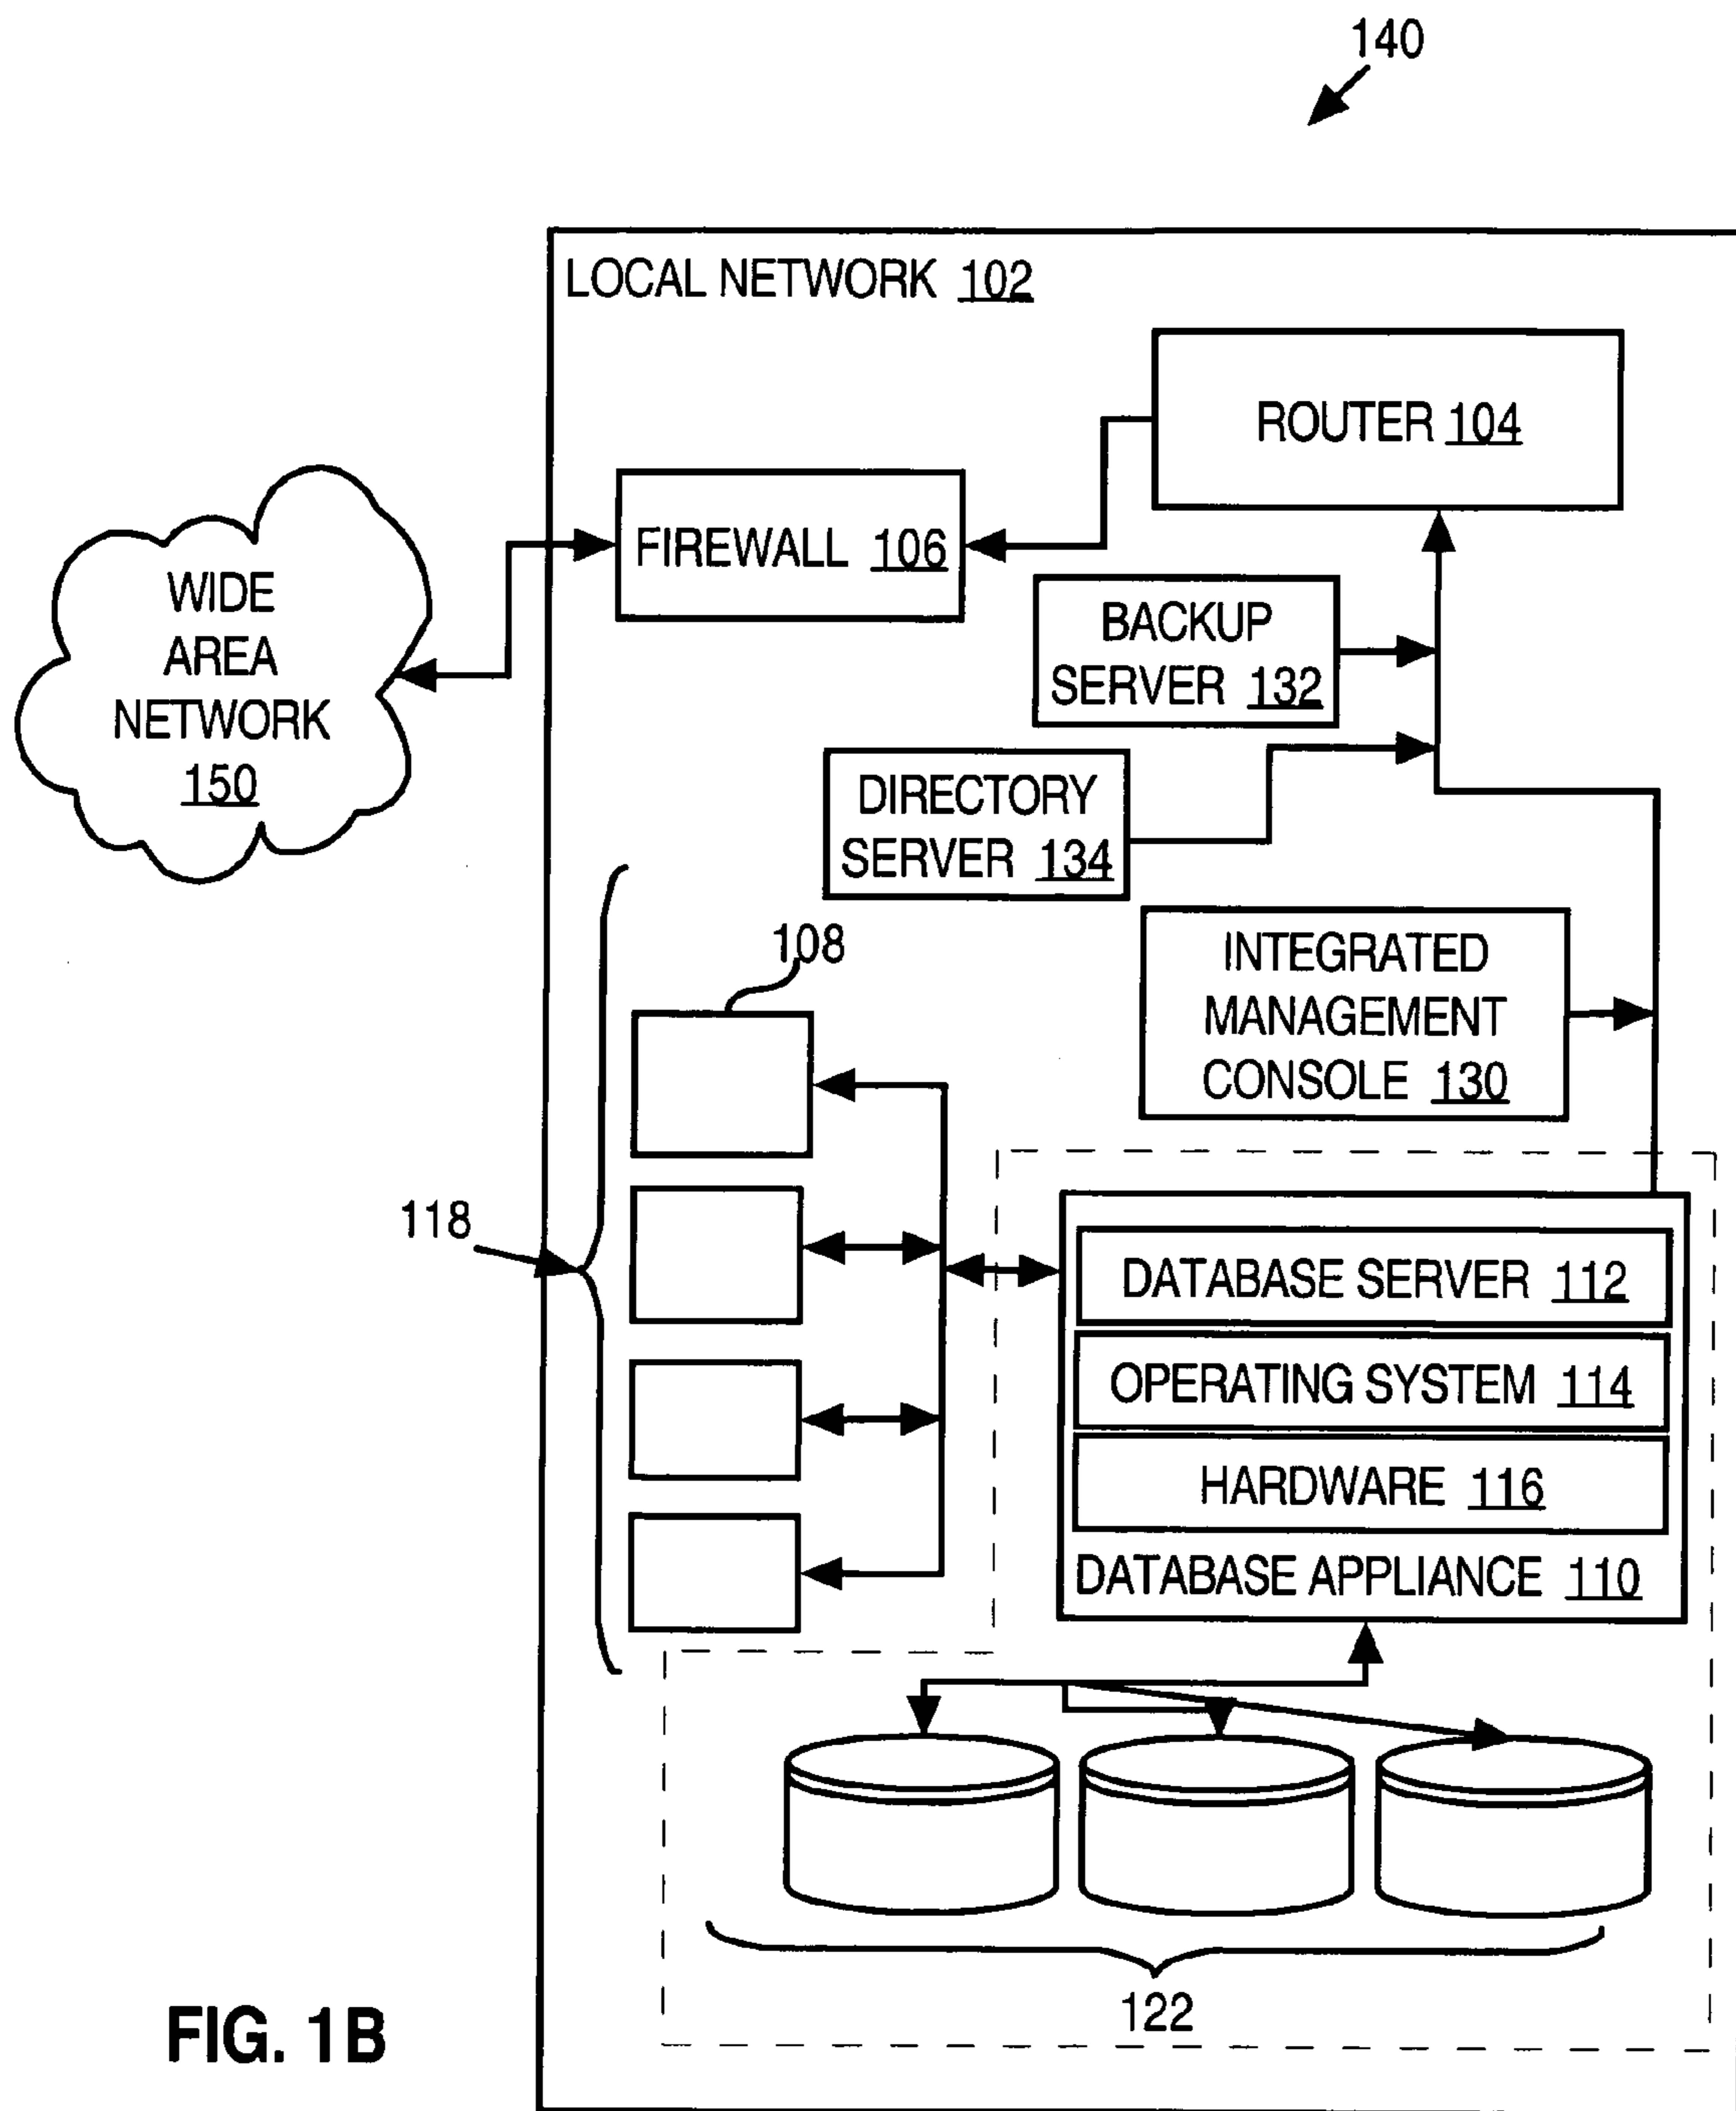 140
LOCAL NETWORK 102
ROUTER 104
FIREWALL 106
WIDE
AREA
NETWORK
150
BACKUP
SERVER 132
DIRECTORY
SERVER 134
108
INTEGRATED
MANAGEMENT
CONSOLE 130
118
DATABASE SERVER 112
OPERATING SYSTEM 114
HARDWARE 116
DATABASE APPLIANCE 110
122
FIG. 1B